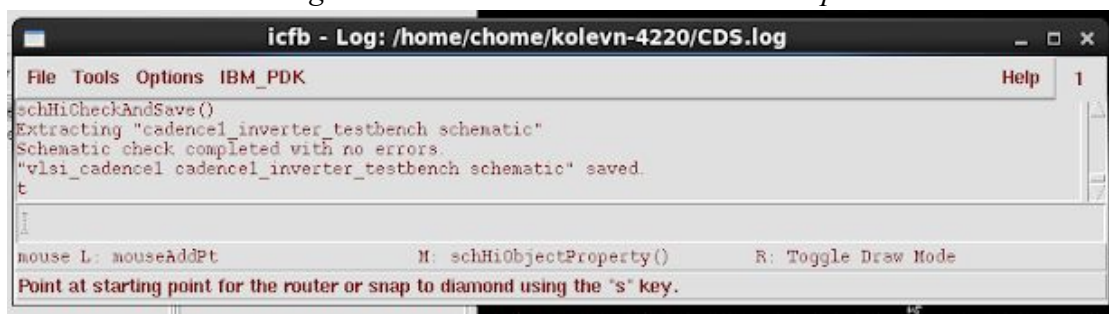 icfb - Log: /home/chome/kolevn-4220/CDS.log
File Tools Options IBM_PDK Help 1
schHiCheckAndSave()
Extracting "cadence1_inverter_testbench schematic"
Schematic check completed with no errors.
"vlsi_cadence1 cadence1_inverter_testbench schematic" saved.
t
mouse L: mouseAddPt M: schHiObjectProperty() R: Toggle Draw Mode
Point at starting point for the router or snap to diamond using the "s" key.